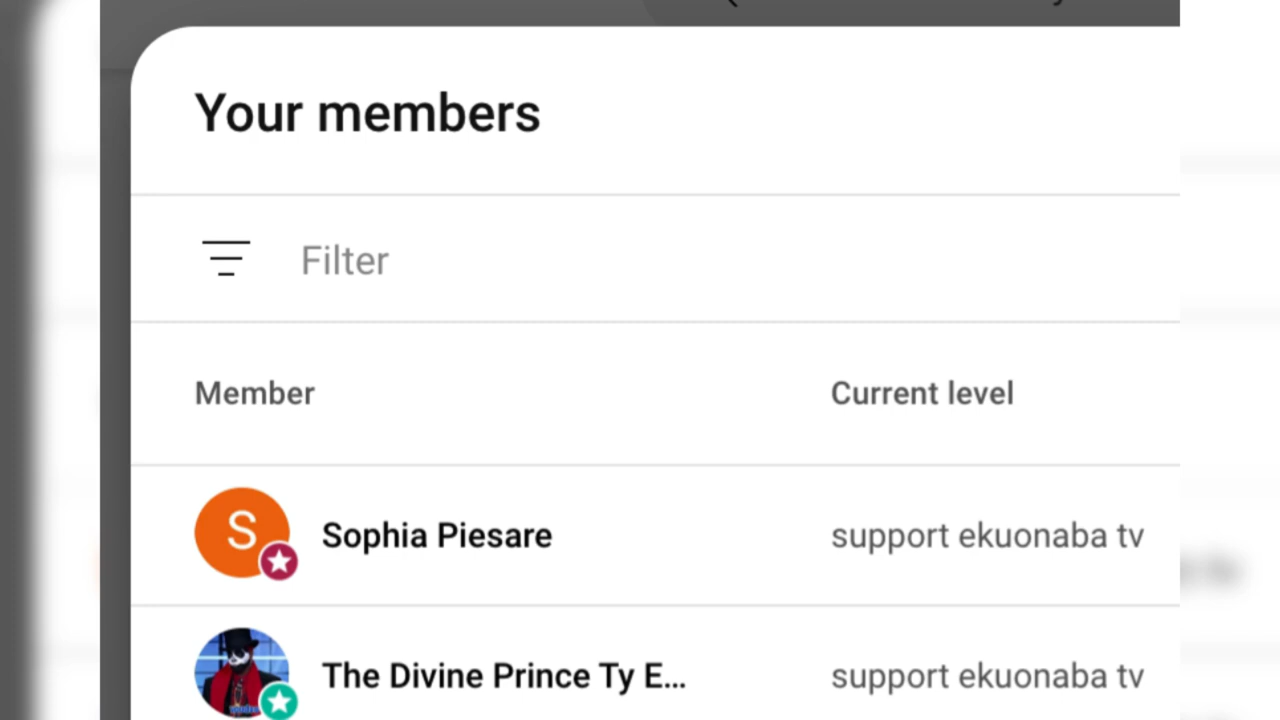 Your members
Filter
Member Current level
S Sophia Piesare support ekuonaba tv
The Divine Prince Ty E... support ekuonaba tv